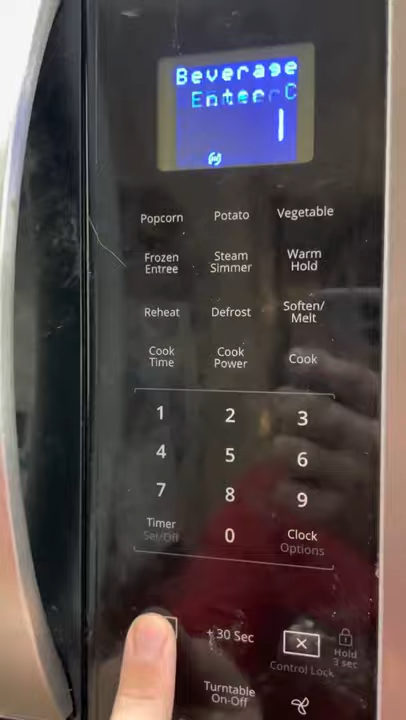 Beverage
Enter C
1
Popcorn
Potato
Vegetable
Frozen
Entree
Steam
Simmer
Warm
Hold
Reheat
Defrost
Soften/
Melt
Cook
Time
Cook
Power
Cook
1
2
3
4
5
6
7
8
9
Timer
Set/Off
0
Clock
Options
+30 Sec
Hold
3 sec
Control Lock
Turntable
On-Off